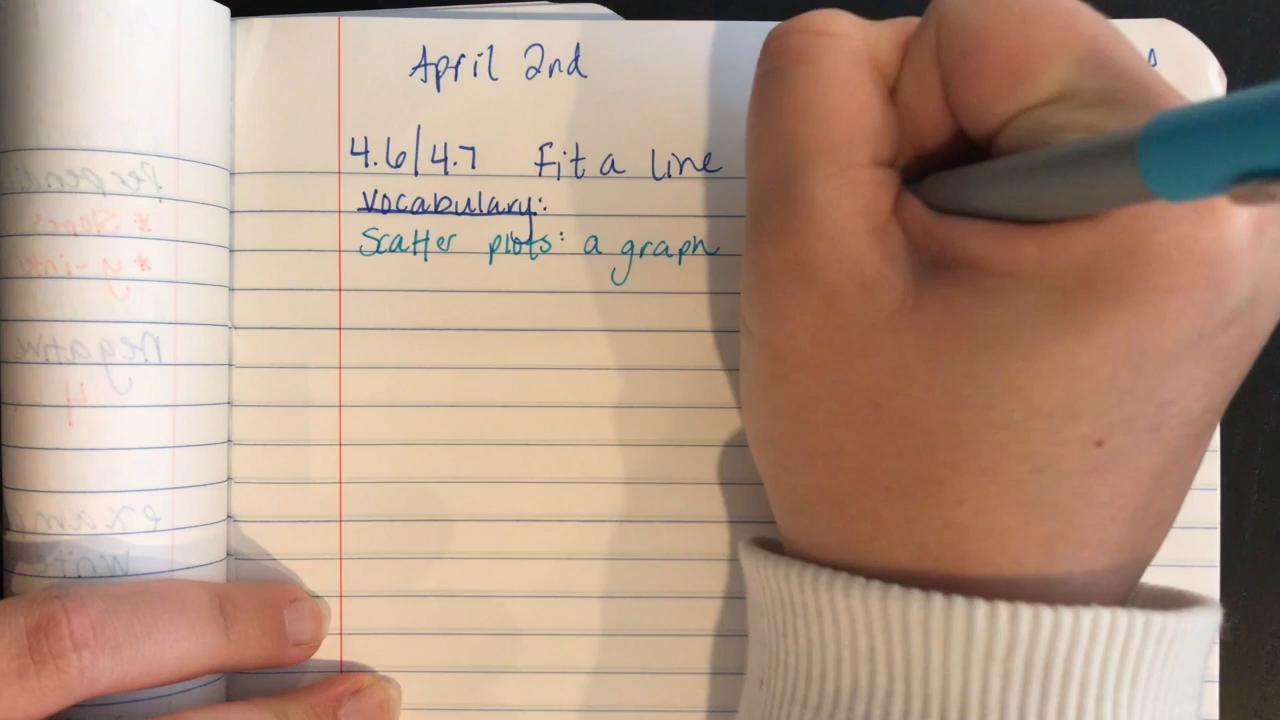 April 2nd
4.6/4.7 Fit a line
Vocabulary:
Scatter plots: a graph